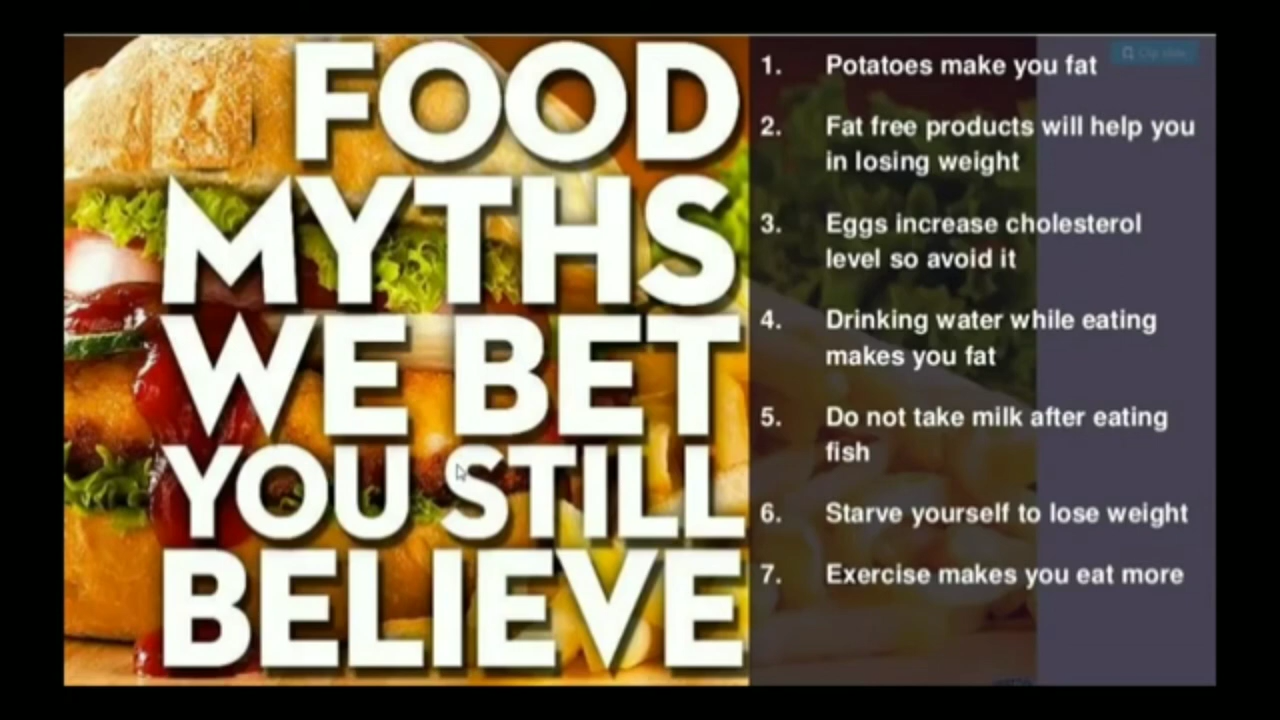 FOOD
MYTHS
WE BET
YOU STILL
BELIEVE
1. Potatoes make you fat
2. Fat free products will help you
in losing weight
3. Eggs increase cholesterol
level so avoid it
4. Drinking water while eating
makes you fat
5. Do not take milk after eating
fish
6. Starve yourself to lose weight
7. Exercise makes you eat more